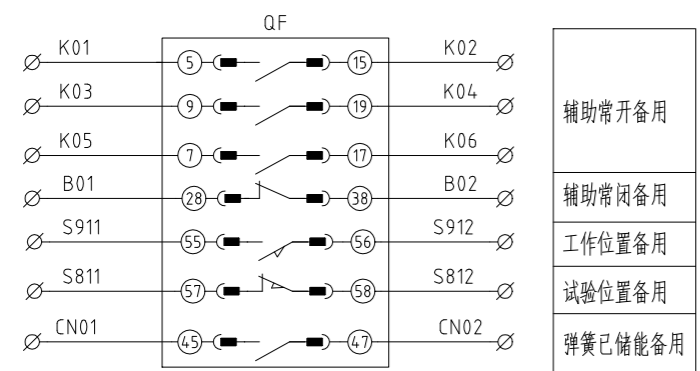 QF
K01 5 15 K02
K03 9 19 K04
辅助常开备用
K05 7 17 K06
B01 28 38 B02
辅助常闭备用
S911 55 56 S912
工作位置备用
S811 57 58 S812
试验位置备用
CN01 45 47 CN02
弹簧已储能备用